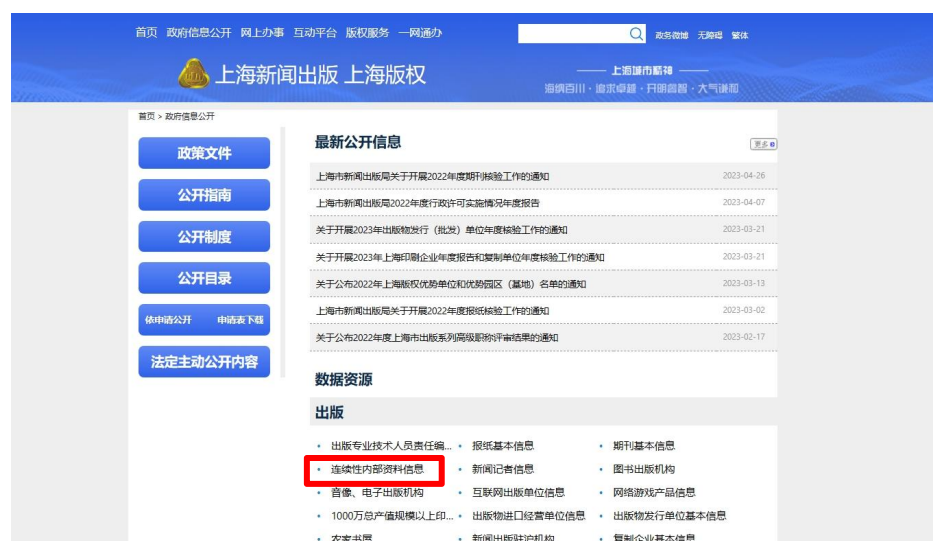 首页 政府信息公开 网上办事 互动平台 版权服务 一网通办 政务微博 无障碍 繁体
上海新闻出版 上海版权
上海城市精神
海纳百川 · 追求卓越 · 开明睿智 · 大气谦和
首页 > 政府信息公开
政策文件
公开指南
公开制度
公开目录
依申请公开 申请表下载
法定主动公开内容
最新公开信息 更多
上海市新闻出版局关于开展2022年度期刊核验工作的通知 2023-04-26
上海市新闻出版局2022年度行政许可实施情况年度报告 2023-04-07
关于开展2023年出版物发行（批发）单位年度核验工作的通知 2023-03-21
关于开展2023年上海印刷企业年度报告和复制单位年度核验工作的通知 2023-03-21
关于公布2022年上海版权优势单位和优势园区（基地）名单的通知 2023-03-13
上海市新闻出版局关于开展2022年度报纸核验工作的通知 2023-03-02
关于公布2022年度上海市出版系列高级职称评审结果的通知 2023-02-17
数据资源
出版
• 出版专业技术人员责任编... • 报纸基本信息 • 期刊基本信息
• 连续性内部资料信息 • 新闻记者信息 • 图书出版机构
• 音像、电子出版机构 • 互联网出版单位信息 • 网络游戏产品信息
• 1000万总产值规模以上印... • 出版物进口经营单位信息 • 出版物发行单位基本信息
• 农家书屋 • 新闻出版驻沪机构 • 复制企业基本信息